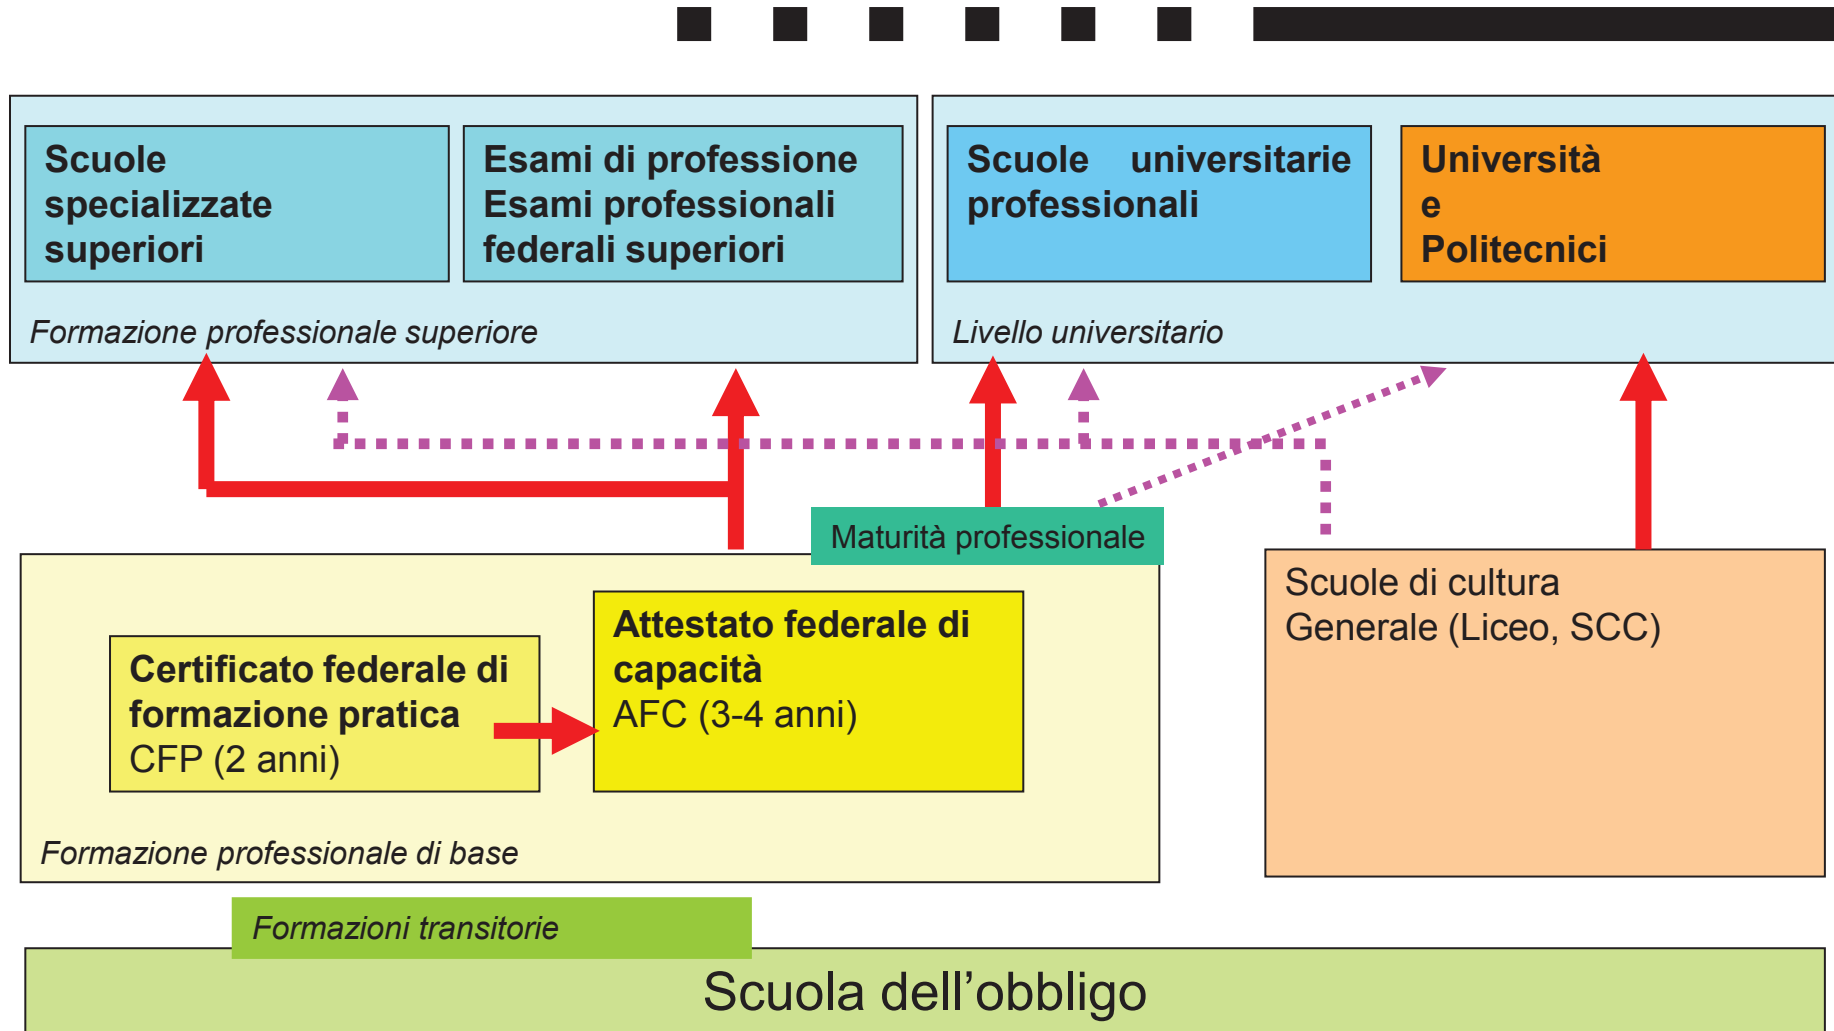 Scuole
specializzate
superiori
Esami di professione
Esami professionali
federali superiori
Formazione professionale superiore
Scuole universitarie
professionali
Università
e
Politecnici
Livello universitario
Maturità professionale
Certificato federale di
formazione pratica
CFP (2 anni)
Attestato federale di
capacità
AFC (3-4 anni)
Formazione professionale di base
Scuole di cultura
Generale (Liceo, SCC)
Formazioni transitorie
Scuola dell’obbligo